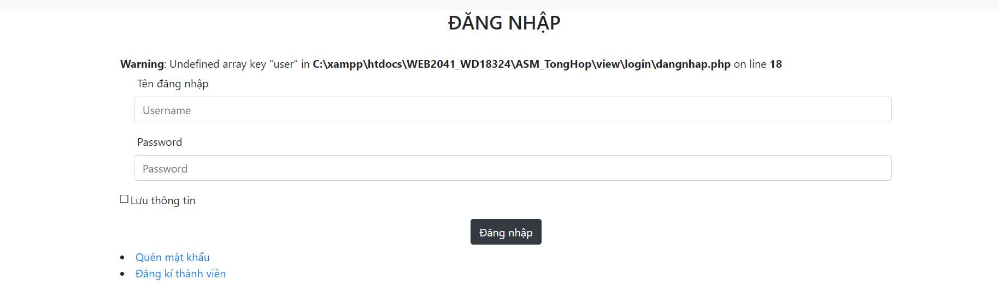 ĐĂNG NHẬP
Warning: Undefined array key "user" in C:\xampp\htdocs\WEB2041_WD18324\ASM_TongHop\view\login\dangnhap.php on line 18
Tên đăng nhập
Username
Password
Password
Lưu thông tin
Đăng nhập
Quên mật khẩu
Đăng kí thành viên